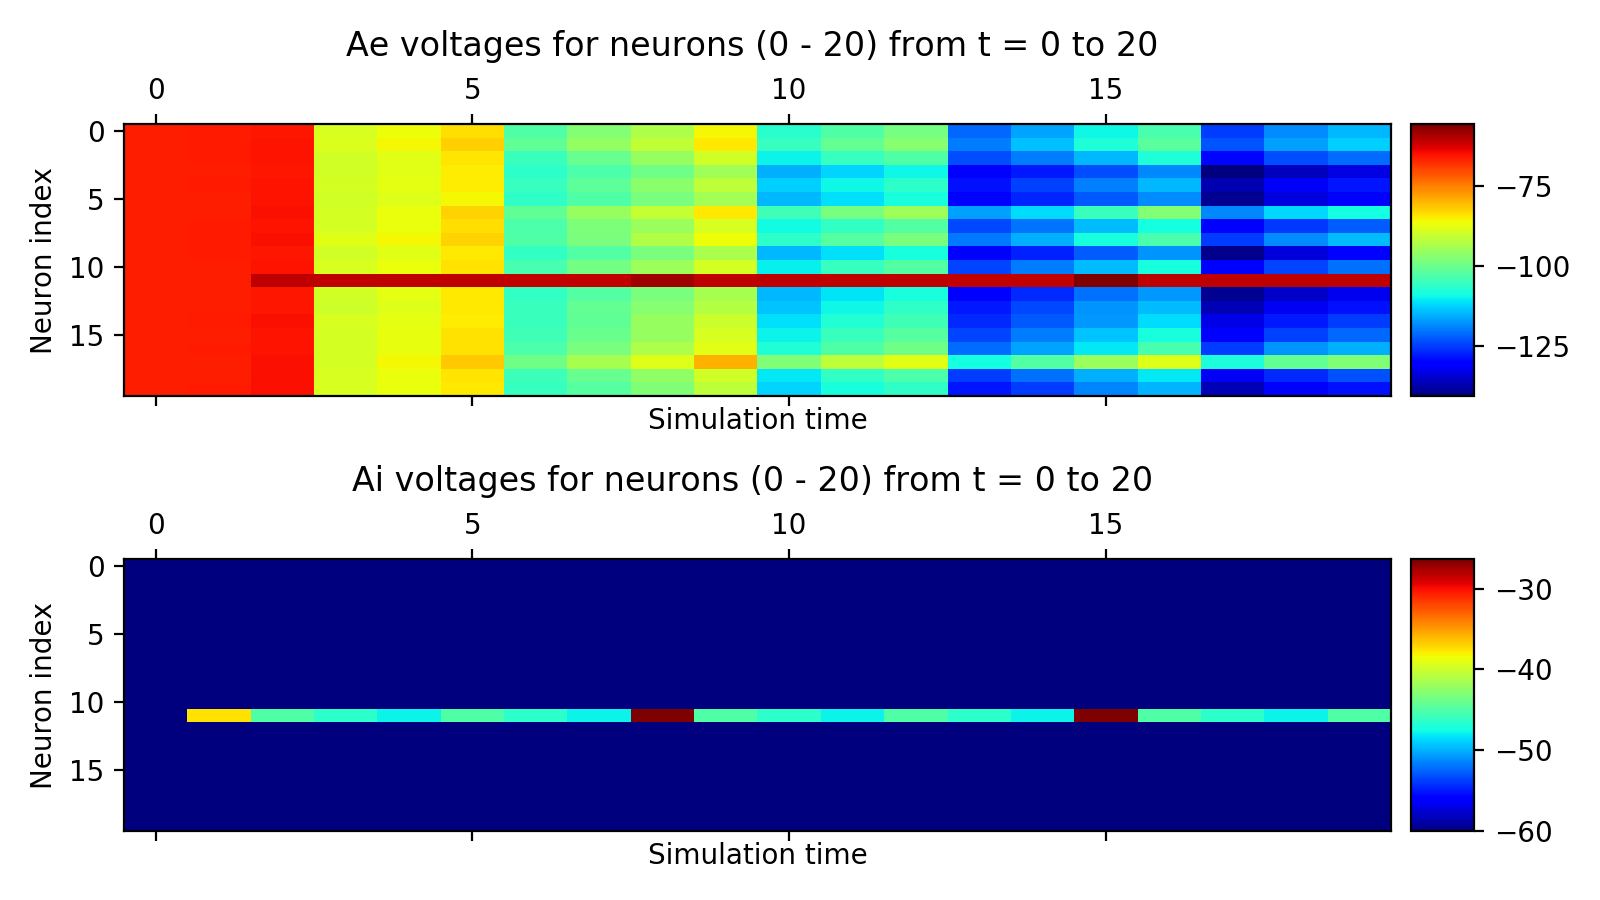 Ae voltages for neurons (0 - 20) from t = 0 to 20
0 5 10 15
Neuron index
0
5
10
15
−75
−100
−125
Simulation time
Ai voltages for neurons (0 - 20) from t = 0 to 20
0 5 10 15
Neuron index
0
5
10
15
−30
−40
−50
−60
Simulation time